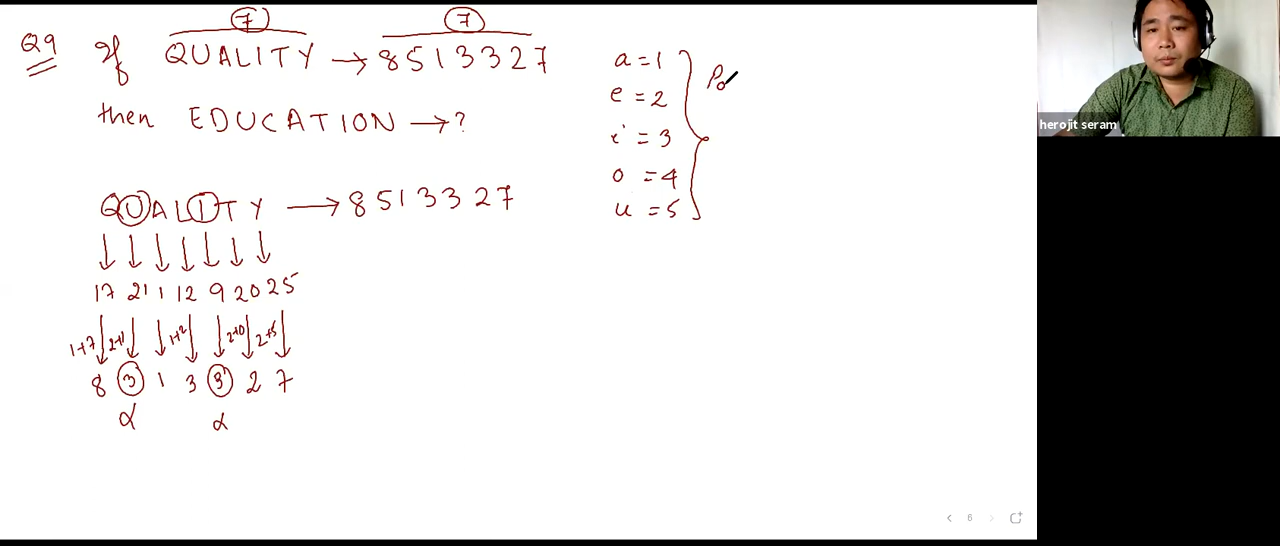 7 7
Q9 If QUALITY → 8513327
then EDUCATION → ?
QUALITY → 8513327
17 21 1 12 9 20 25
1+7 2+1 1+2 2+0 2+5
8 3 1 3 2 7
a = 1
e = 2
i = 3
o = 4
u = 5
Po
herojit seram
6